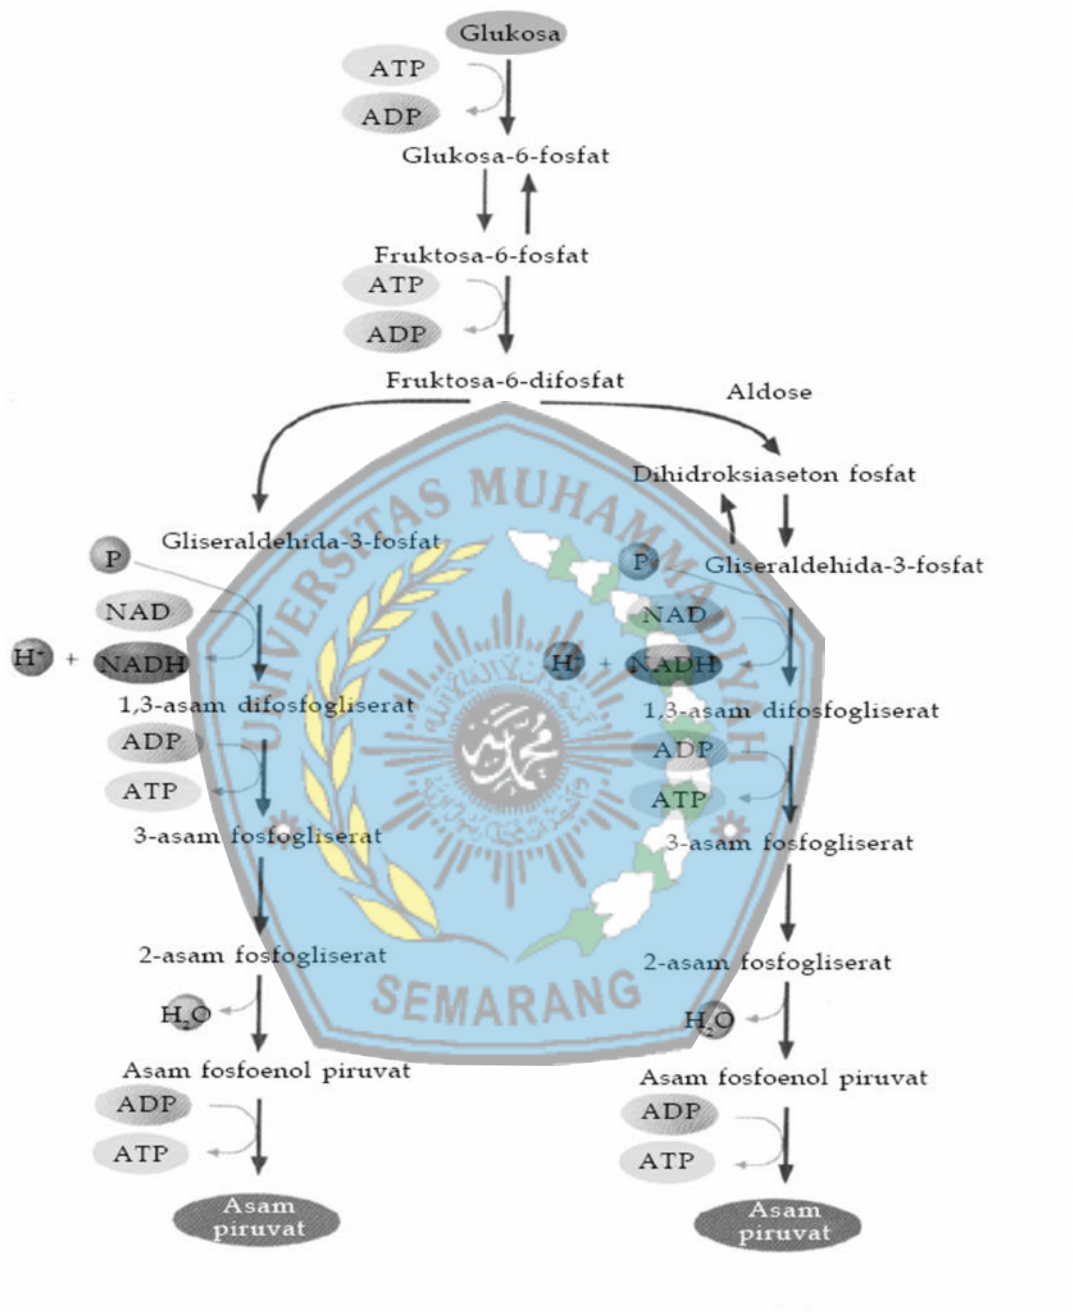 Glukosa
ATP
ADP
Glukosa-6-fosfat
Fruktosa-6-fosfat
ATP
ADP
Fruktosa-6-difosfat
Aldose
Dihidroksiaseton fosfat
Gliseraldehida-3-fosfat
P
NAD
H⁺ + NADH
1,3-asam difosfogliserat
ADP
ATP
3-asam fosfogliserat
2-asam fosfogliserat
H₂O
Asam fosfoenol piruvat
ADP
ATP
Asam
piruvat
Gliseraldehida-3-fosfat
P
NAD
H⁺ + NADH
1,3-asam difosfogliserat
ADP
ATP
3-asam fosfogliserat
2-asam fosfogliserat
H₂O
Asam fosfoenol piruvat
ADP
ATP
Asam
piruvat
UNIVERSITAS MUHAMMADIYAH
SEMARANG